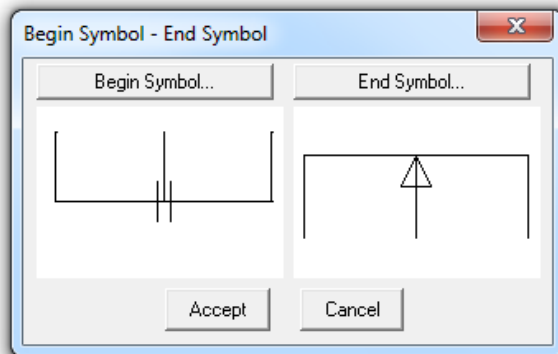 Begin Symbol - End Symbol
Begin Symbol...
End Symbol...
Accept
Cancel